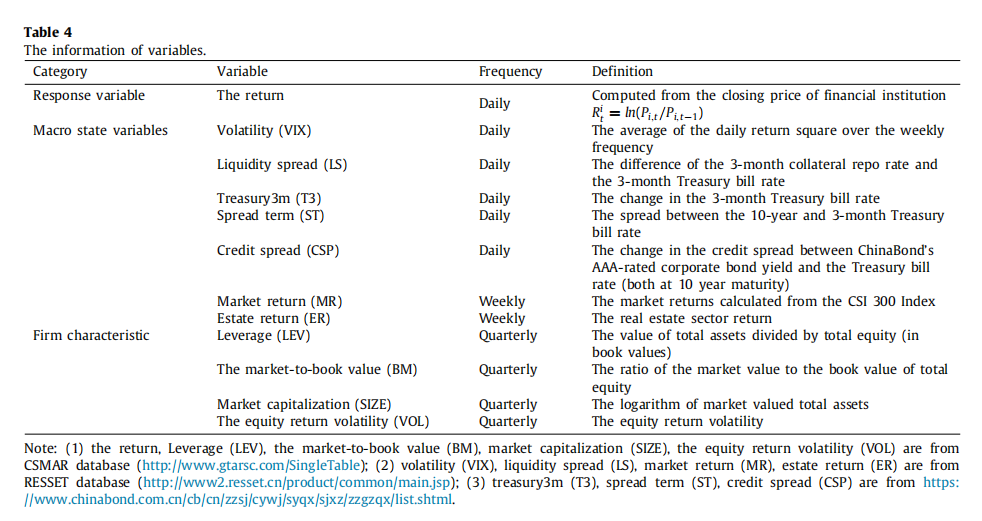 Table 4
The information of variables.
Category Variable Frequency Definition
Response variable The return Daily Computed from the closing price of financial institution
R^i_t = ln(P_{i,t}/P_{i,t−1})
Macro state variables Volatility (VIX) Daily The average of the daily return square over the weekly
frequency
Liquidity spread (LS) Daily The difference of the 3-month collateral repo rate and
the 3-month Treasury bill rate
Treasury3m (T3) Daily The change in the 3-month Treasury bill rate
Spread term (ST) Daily The spread between the 10-year and 3-month Treasury
bill rate
Credit spread (CSP) Daily The change in the credit spread between ChinaBond's
AAA-rated corporate bond yield and the Treasury bill
rate (both at 10 year maturity)
Market return (MR) Weekly The market returns calculated from the CSI 300 Index
Estate return (ER) Weekly The real estate sector return
Firm characteristic Leverage (LEV) Quarterly The value of total assets divided by total equity (in
book values)
The market-to-book value (BM) Quarterly The ratio of the market value to the book value of total
equity
Market capitalization (SIZE) Quarterly The logarithm of market valued total assets
The equity return volatility (VOL) Quarterly The equity return volatility
Note: (1) the return, Leverage (LEV), the market-to-book value (BM), market capitalization (SIZE), the equity return volatility (VOL) are from
CSMAR database (http://www.gtarsc.com/SingleTable); (2) volatility (VIX), liquidity spread (LS), market return (MR), estate return (ER) are from
RESSET database (http://www2.resset.cn/product/common/main.jsp); (3) treasury3m (T3), spread term (ST), credit spread (CSP) are from https:
//www.chinabond.com.cn/cb/cn/zzsj/cywj/syqx/sjxz/zzgzqx/list.shtml.